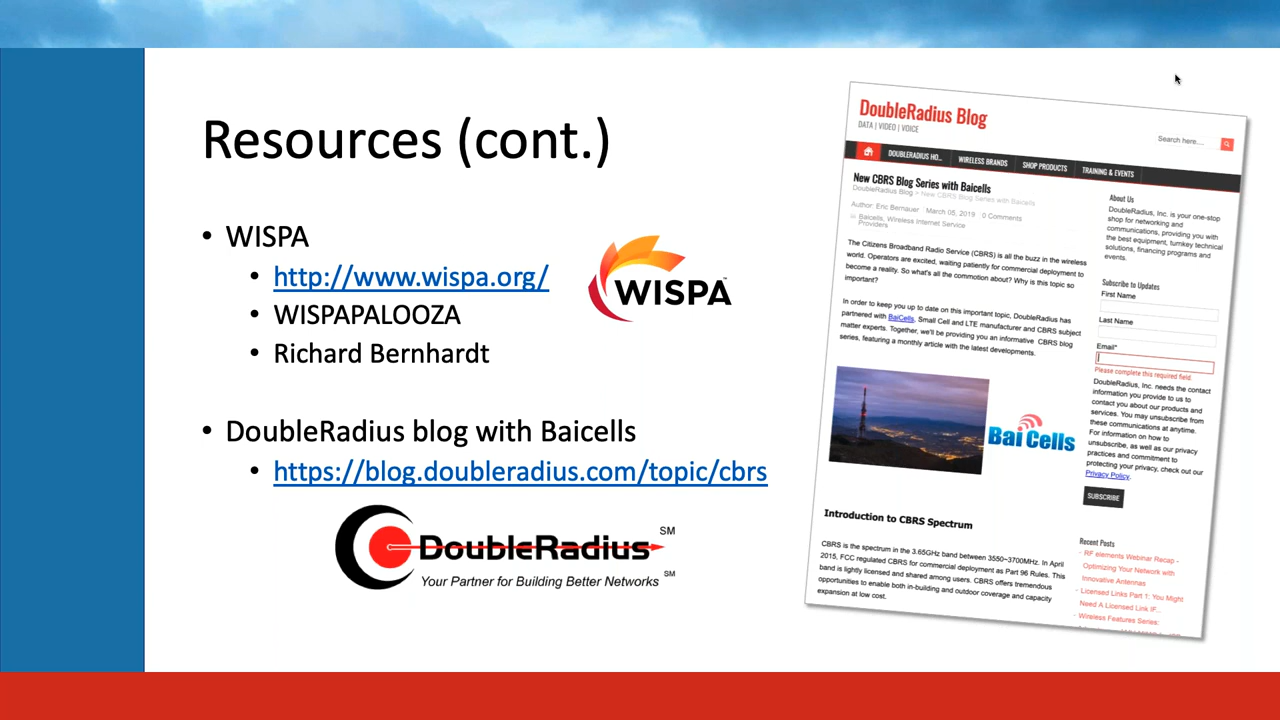 Resources (cont.)
• WISPA
• http://www.wispa.org/
• WISPAPALOOZA
• Richard Bernhardt
WISPA™
• DoubleRadius blog with Baicells
• https://blog.doubleradius.com/topic/cbrs
DoubleRadius SM
Your Partner for Building Better Networks SM
DoubleRadius Blog
DATA | VIDEO | VOICE
Search here....
DOUBLERADIUS HO... WIRELESS BRANDS SHOP PRODUCTS TRAINING & EVENTS
New CBRS Blog Series with Baicells
DoubleRadius Blog > New CBRS Blog Series with Baicells
Author: Eric Bernauer March 05, 2019 0 Comments
Baicells, Wireless Internet Service
Providers
The Citizens Broadband Radio Service (CBRS) is all the buzz in the wireless
world. Operators are excited, waiting patiently for commercial deployment to
become a reality. So what's all the commotion about? Why is this topic so
important?
In order to keep you up to date on this important topic, DoubleRadius has
partnered with BaiCells, Small Cell and LTE manufacturer and CBRS subject
matter experts. Together, we'll be providing you an informative CBRS blog
series, featuring a monthly article with the latest developments.
BaiCells
Introduction to CBRS Spectrum
CBRS is the spectrum in the 3.65GHz band between 3550~3700MHz. In April
2015, FCC regulated CBRS for commercial deployment as Part 96 Rules. This
band is lightly licensed and shared among users. CBRS offers tremendous
opportunities to enable both in-building and outdoor coverage and capacity
expansion at low cost.
About Us
DoubleRadius, Inc. is your one-stop
shop for networking and
communications, providing you with
the best equipment, turnkey technical
solutions, financing programs and
events.
Subscribe to Updates
First Name
Last Name
Email*
Please complete this required field.
DoubleRadius, Inc. needs the contact
information you provide to us to
contact you about our products and
services. You may unsubscribe from
these communications at anytime.
For information on how to
unsubscribe, as well as our privacy
practices and commitment to
protecting your privacy, check out our
Privacy Policy.
SUBSCRIBE
Recent Posts
- RF elements Webinar Recap -
Optimizing Your Network with
Innovative Antennas
- Licensed Links Part 1: You Might
Need A Licensed Link IF...
- Wireless Features Series: